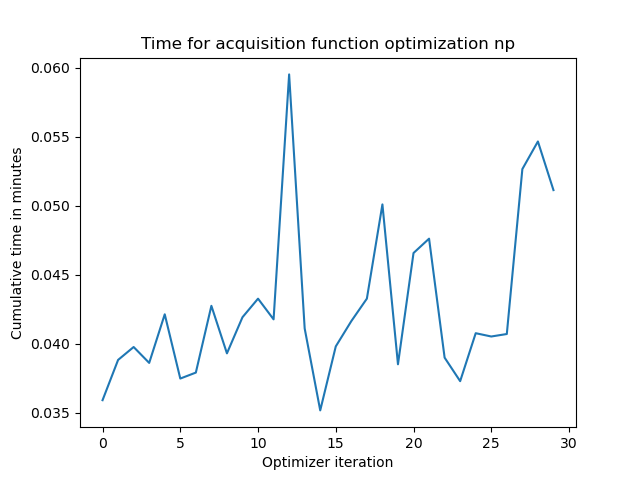 Time for acquisition function optimization np
0.060
0.055
0.050
0.045
0.040
0.035
Cumulative time in minutes
0 5 10 15 20 25 30
Optimizer iteration